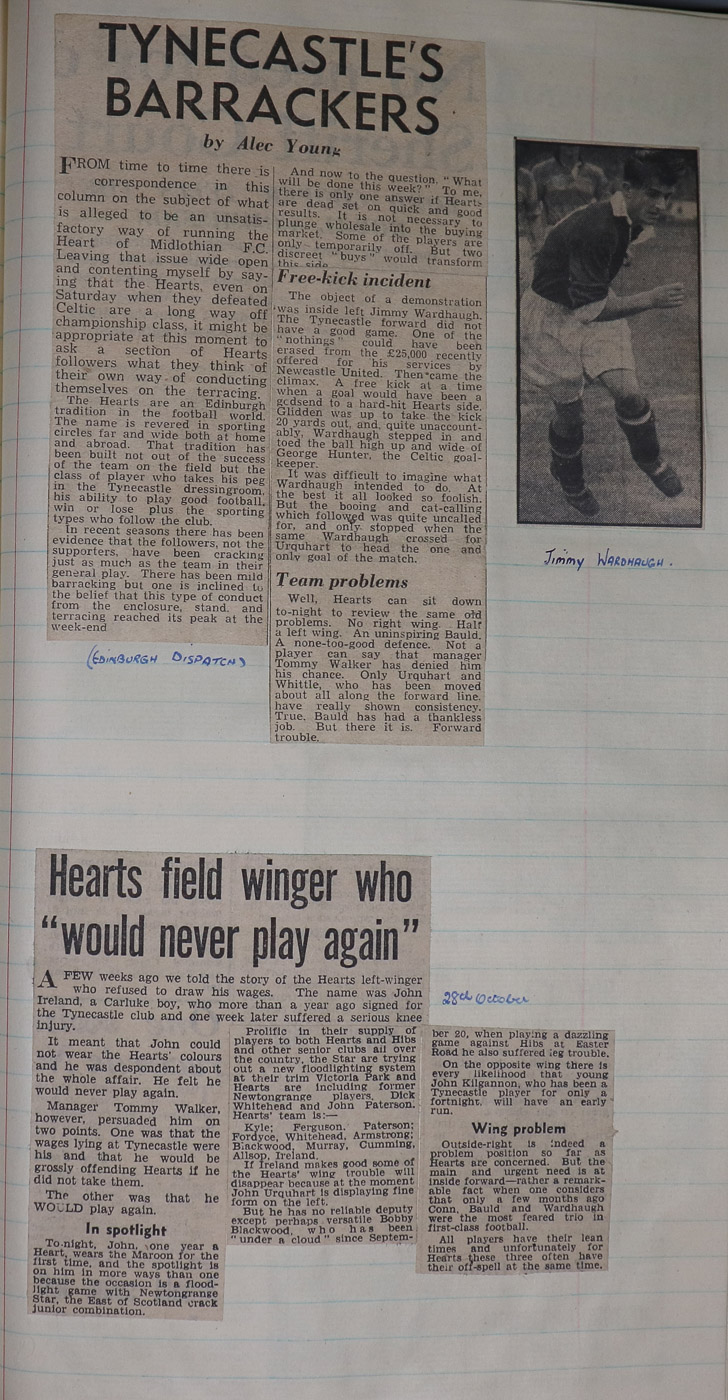 TYNECASTLE'S
BARRACKERS
by Alec Young
FROM time to time there is
correspondence in this
column on the subject of what
is alleged to be an unsatis-
factory way of running the
Heart of Midlothian F.C.
Leaving that issue wide open
and contenting myself by say-
ing that the Hearts, even on
Saturday when they defeated
Celtic are a long way off
championship class, it might be
appropriate at this moment to
ask a section of Hearts
followers what they think of
their own way of conducting
themselves on the terracing.
The Hearts are an Edinburgh
tradition in the football world.
The name is revered in sporting
circles far and wide both at home
and abroad. That tradition has
been built not out of the success
of the team on the field but the
class of player who takes his peg
in the Tynecastle dressingroom,
his ability to play good football,
win or lose plus the sporting
types who follow the club.
In recent seasons there has been
evidence that the followers, not the
supporters, have been cracking
just as much as the team in their
general play. There has been mild
barracking but one is inclined to
the belief that this type of conduct
from the enclosure, stand, and
terracing reached its peak at the
week-end
(EDINBURGH DISPATCH)
And now to the question. "What
will be done this week?" To me,
there is only one answer if Hearts
are dead set on quick and good
results. It is not necessary to
plunge wholesale into the buying
market. Some of the players are
only temporarily off. But two
discreet "buys" would transform
this side
Free-kick incident
The object of a demonstration
was inside left Jimmy Wardhaugh.
The Tynecastle forward did not
have a good game. One of the
"nothings" could have been
erased from the £25,000 recently
offered for his services by
Newcastle United. Then came the
climax. A free kick at a time
when a goal would have been a
godsend to a hard-hit Hearts side.
Glidden was up to take the kick
20 yards out, and, quite unaccount-
ably, Wardhaugh stepped in and
toed the ball high up and wide of
George Hunter, the Celtic goal-
keeper.
It was difficult to imagine what
Wardhaugh intended to do. At
the best it all looked so foolish.
But the booing and cat-calling
which followed was quite uncalled
for, and only stopped when the
same Wardhaugh crossed for
Urquhart to head the one and
only goal of the match.
Team problems
Well, Hearts can sit down
to-night to review the same old
problems. No right wing. Half
a left wing. An uninspiring Bauld.
A none-too-good defence. Not a
player can say that manager
Tommy Walker has denied him
his chance. Only Urquhart and
Whittle, who has been moved
about all along the forward line,
have really shown consistency.
True, Bauld has had a thankless
job. But there it is. Forward
trouble.
Jimmy WARDHAUGH.
Hearts field winger who
"would never play again"
A FEW weeks ago we told the story of the Hearts left-winger
who refused to draw his wages. The name was John
Ireland, a Carluke boy, who more than a year ago signed for
the Tynecastle club and one week later suffered a serious knee
injury.
28th October
It meant that John could
not wear the Hearts' colours
and he was despondent about
the whole affair. He felt he
would never play again.
Manager Tommy Walker,
however, persuaded him on
two points. One was that the
wages lying at Tynecastle were
his and that he would be
grossly offending Hearts if he
did not take them.
The other was that he
WOULD play again.
In spotlight
To-night, John, one year a
Heart, wears the Maroon for the
first time, and the spotlight is
on him in more ways than one
because the occasion is a flood-
light game with Newtongrange
Star, the East of Scotland crack
junior combination.
Prolific in their supply of
players to both Hearts and Hibs
and other senior clubs all over
the country, the Star are trying
out a new floodlighting system
at their trim Victoria Park and
Hearts are including former
Newtongrange players, Dick
Whitehead and John Paterson.
Hearts' team is:—
Kyle; Ferguson, Paterson;
Fordyce, Whitehead, Armstrong;
Blackwood, Murray, Cumming,
Allsop, Ireland.
If Ireland makes good some of
the Hearts' wing trouble will
disappear because at the moment
John Urquhart is displaying fine
form on the left.
But he has no reliable deputy
except perhaps versatile Bobby
Blackwood, who has been
"under a cloud" since Septem-
ber 20, when playing a dazzling
game against Hibs at Easter
Road he also suffered leg trouble.
On the opposite wing there is
every likelihood that young
John Kilgannon, who has been a
Tynecastle player for only a
fortnight, will have an early
run.
Wing problem
Outside-right is indeed a
problem position so far as
Hearts are concerned. But the
main and urgent need is at
inside forward—rather a remark-
able fact when one considers
that only a few months ago
Conn, Bauld and Wardhaugh
were the most feared trio in
first-class football.
All players have their lean
times and unfortunately for
Hearts these three often have
their off-spell at the same time.